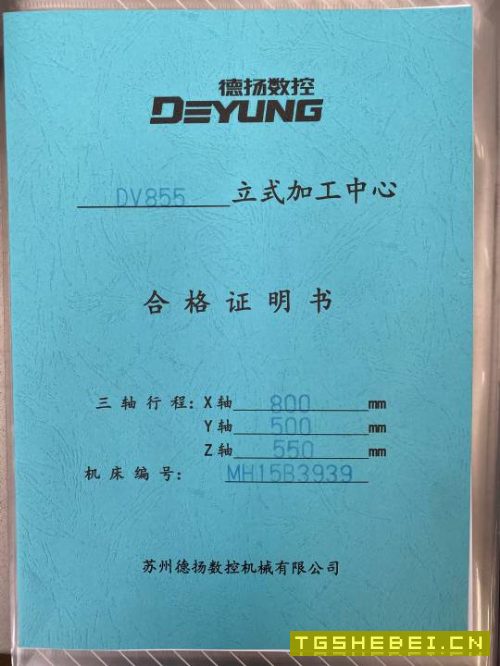 德扬数控
DEYUNG
DV855 立式加工中心
合格证明书
三轴行程：X轴 800 mm
Y轴 500 mm
Z轴 550 mm
机床编号： MH15B3939
苏州德扬数控机械有限公司
TGSHEBEI.CN